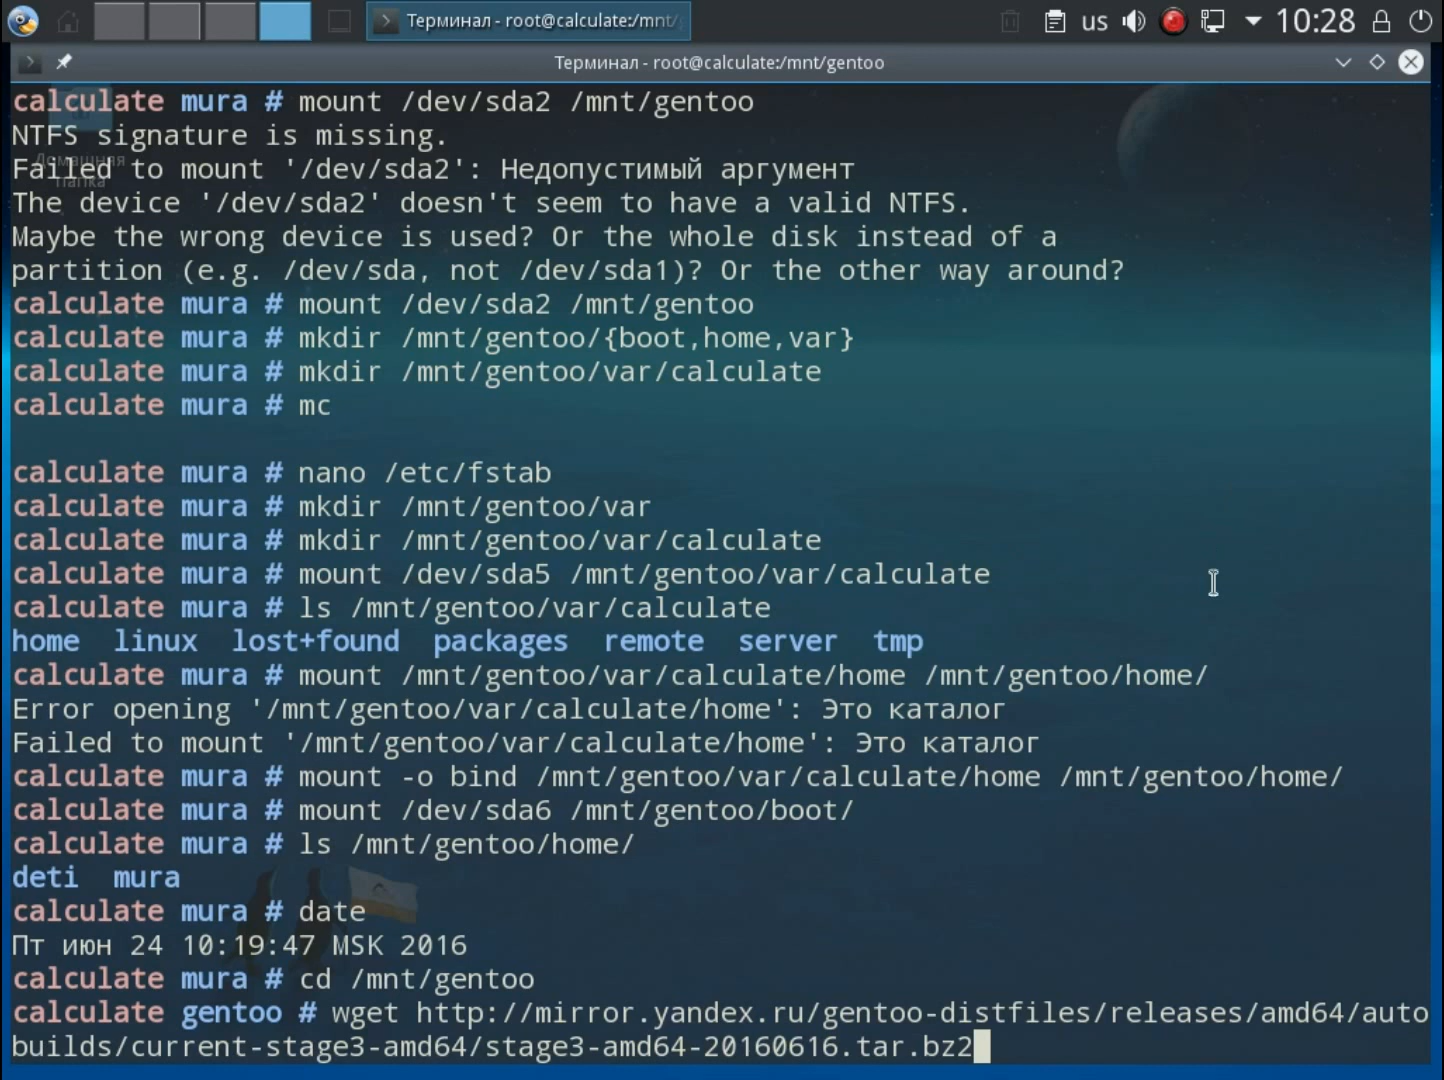 Терминал - root@calculate:/mnt/
us
10:28
Терминал - root@calculate:/mnt/gentoo
calculate mura # mount /dev/sda2 /mnt/gentoo
NTFS signature is missing.
Домашняя
папка
Failed to mount '/dev/sda2': Недопустимый аргумент
The device '/dev/sda2' doesn't seem to have a valid NTFS.
Maybe the wrong device is used? Or the whole disk instead of a
partition (e.g. /dev/sda, not /dev/sda1)? Or the other way around?
calculate mura # mount /dev/sda2 /mnt/gentoo
calculate mura # mkdir /mnt/gentoo/{boot,home,var}
calculate mura # mkdir /mnt/gentoo/var/calculate
calculate mura # mc
calculate mura # nano /etc/fstab
calculate mura # mkdir /mnt/gentoo/var
calculate mura # mkdir /mnt/gentoo/var/calculate
calculate mura # mount /dev/sda5 /mnt/gentoo/var/calculate
calculate mura # ls /mnt/gentoo/var/calculate
home linux lost+found packages remote server tmp
calculate mura # mount /mnt/gentoo/var/calculate/home /mnt/gentoo/home/
Error opening '/mnt/gentoo/var/calculate/home': Это каталог
Failed to mount '/mnt/gentoo/var/calculate/home': Это каталог
calculate mura # mount -o bind /mnt/gentoo/var/calculate/home /mnt/gentoo/home/
calculate mura # mount /dev/sda6 /mnt/gentoo/boot/
calculate mura # ls /mnt/gentoo/home/
deti mura
calculate mura # date
Пт июн 24 10:19:47 MSK 2016
calculate mura # cd /mnt/gentoo
calculate gentoo # wget http://mirror.yandex.ru/gentoo-distfiles/releases/amd64/auto
builds/current-stage3-amd64/stage3-amd64-20160616.tar.bz2